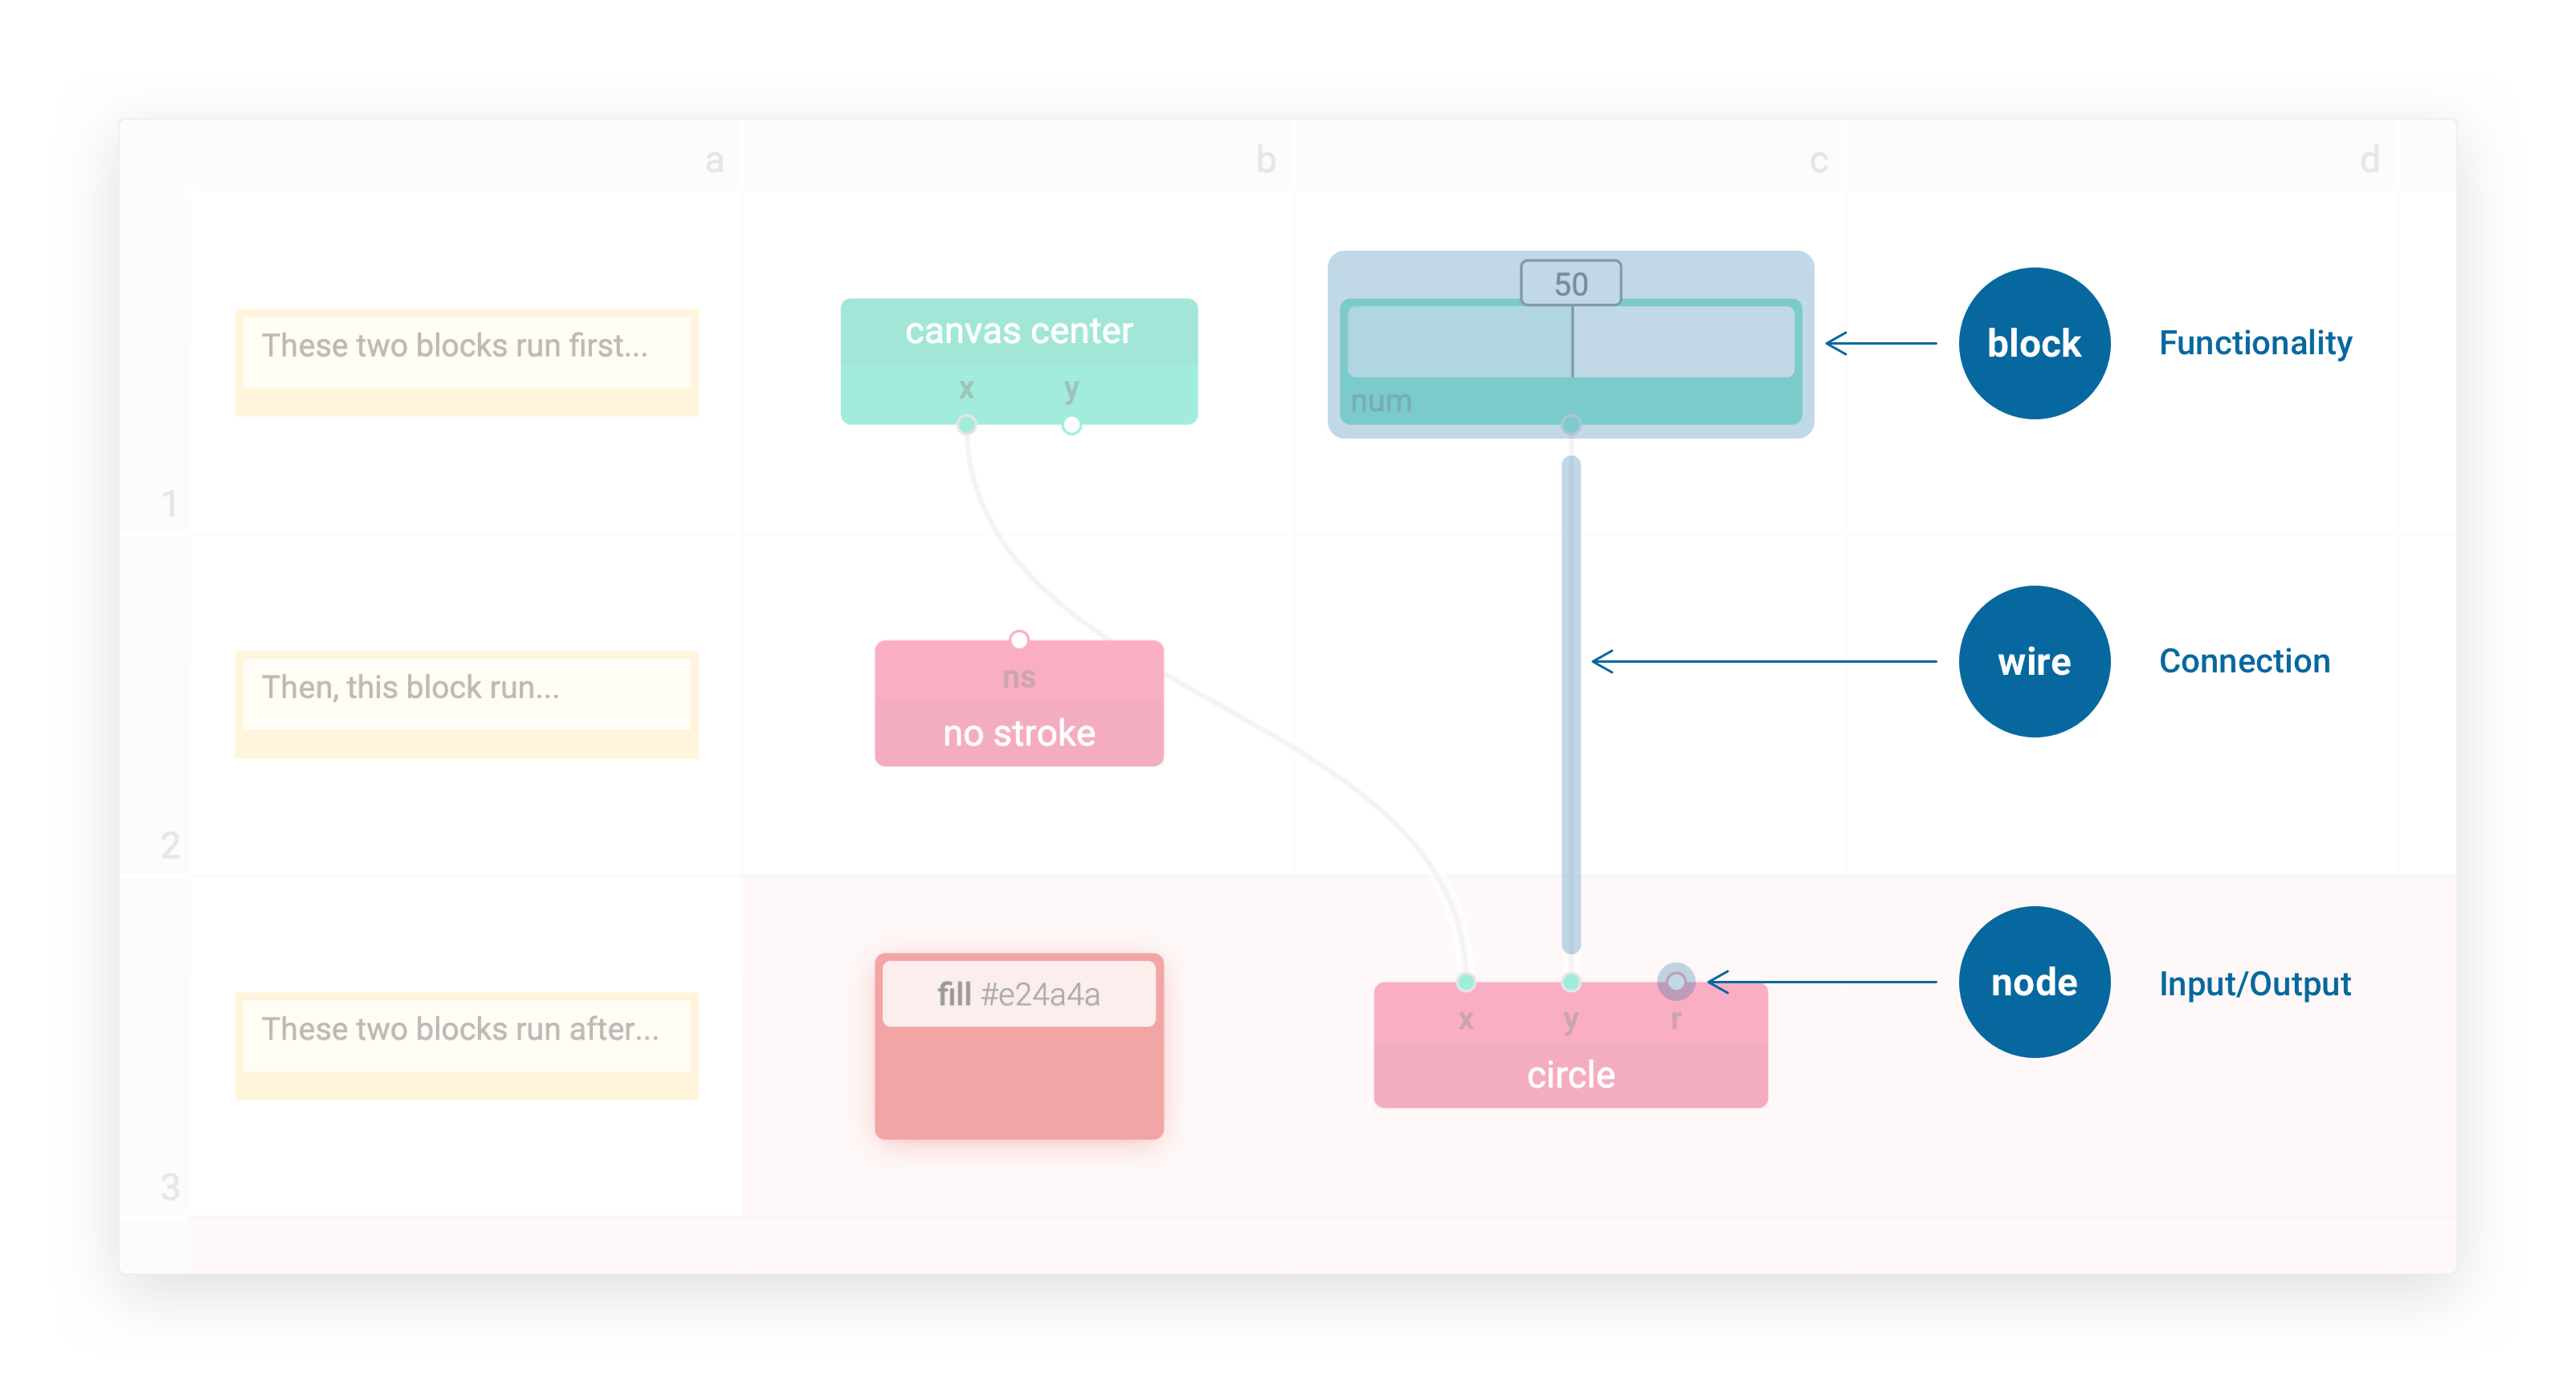 a
b
c
d
These two blocks run first...
canvas center
x y
50
num
block
Functionality
1
Then, this block run...
ns
no stroke
wire
Connection
2
These two blocks run after...
fill #e24a4a
x y r
circle
node
Input/Output
3